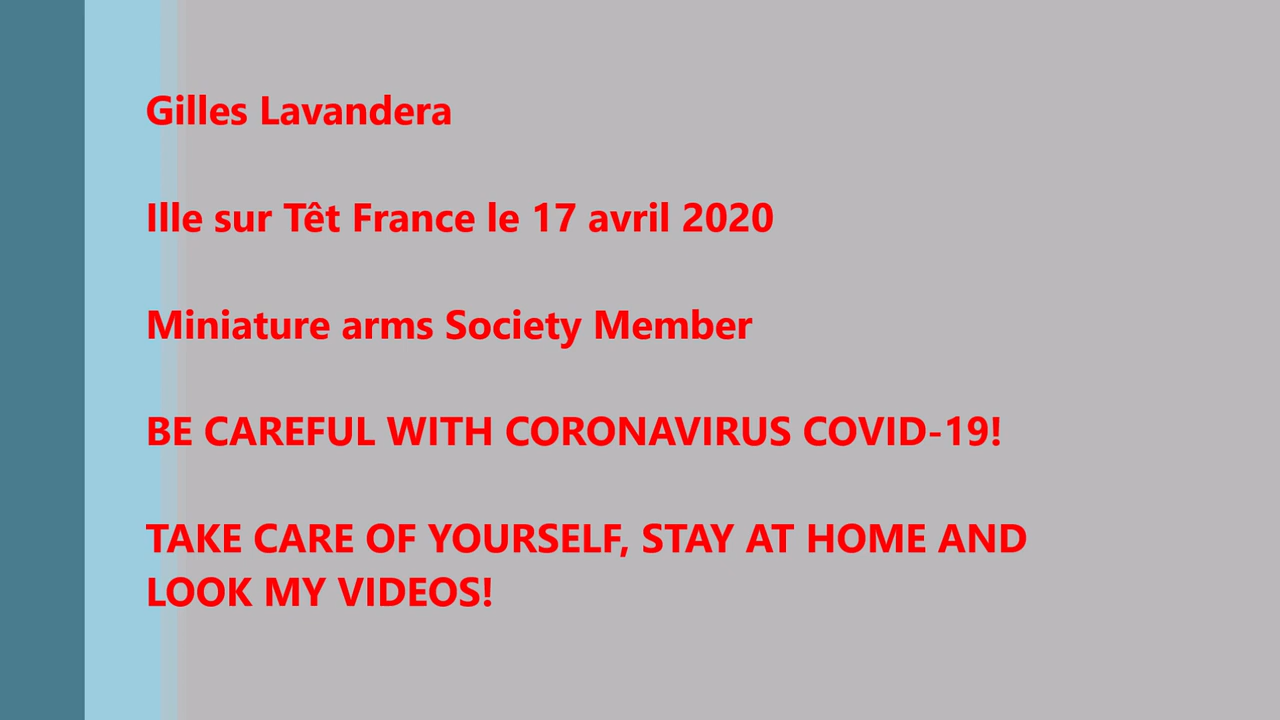 Gilles Lavandera
Ille sur Têt France le 17 avril 2020
Miniature arms Society Member
BE CAREFUL WITH CORONAVIRUS COVID-19!
TAKE CARE OF YOURSELF, STAY AT HOME AND
LOOK MY VIDEOS!